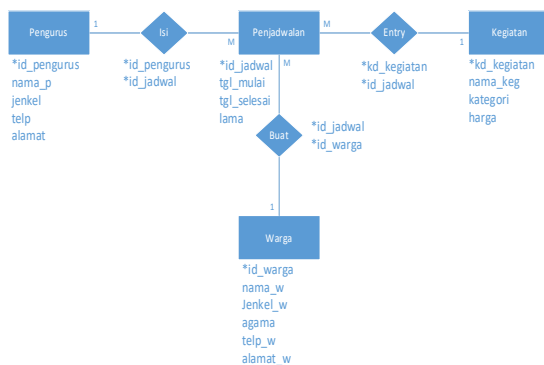 Pengurus
1
Isi
M
Penjadwalan
M
Entry
1
Kegiatan
*id_pengurus
nama_p
jenkel
telp
alamat
*id_pengurus
*id_jadwal
*id_jadwal
tgl_mulai
tgl_selesai
lama
M
*kd_kegiatan
*id_jadwal
*kd_kegiatan
nama_keg
kategori
harga
Buat
*id_jadwal
*id_warga
1
Warga
*id_warga
nama_w
Jenkel_w
agama
telp_w
alamat_w